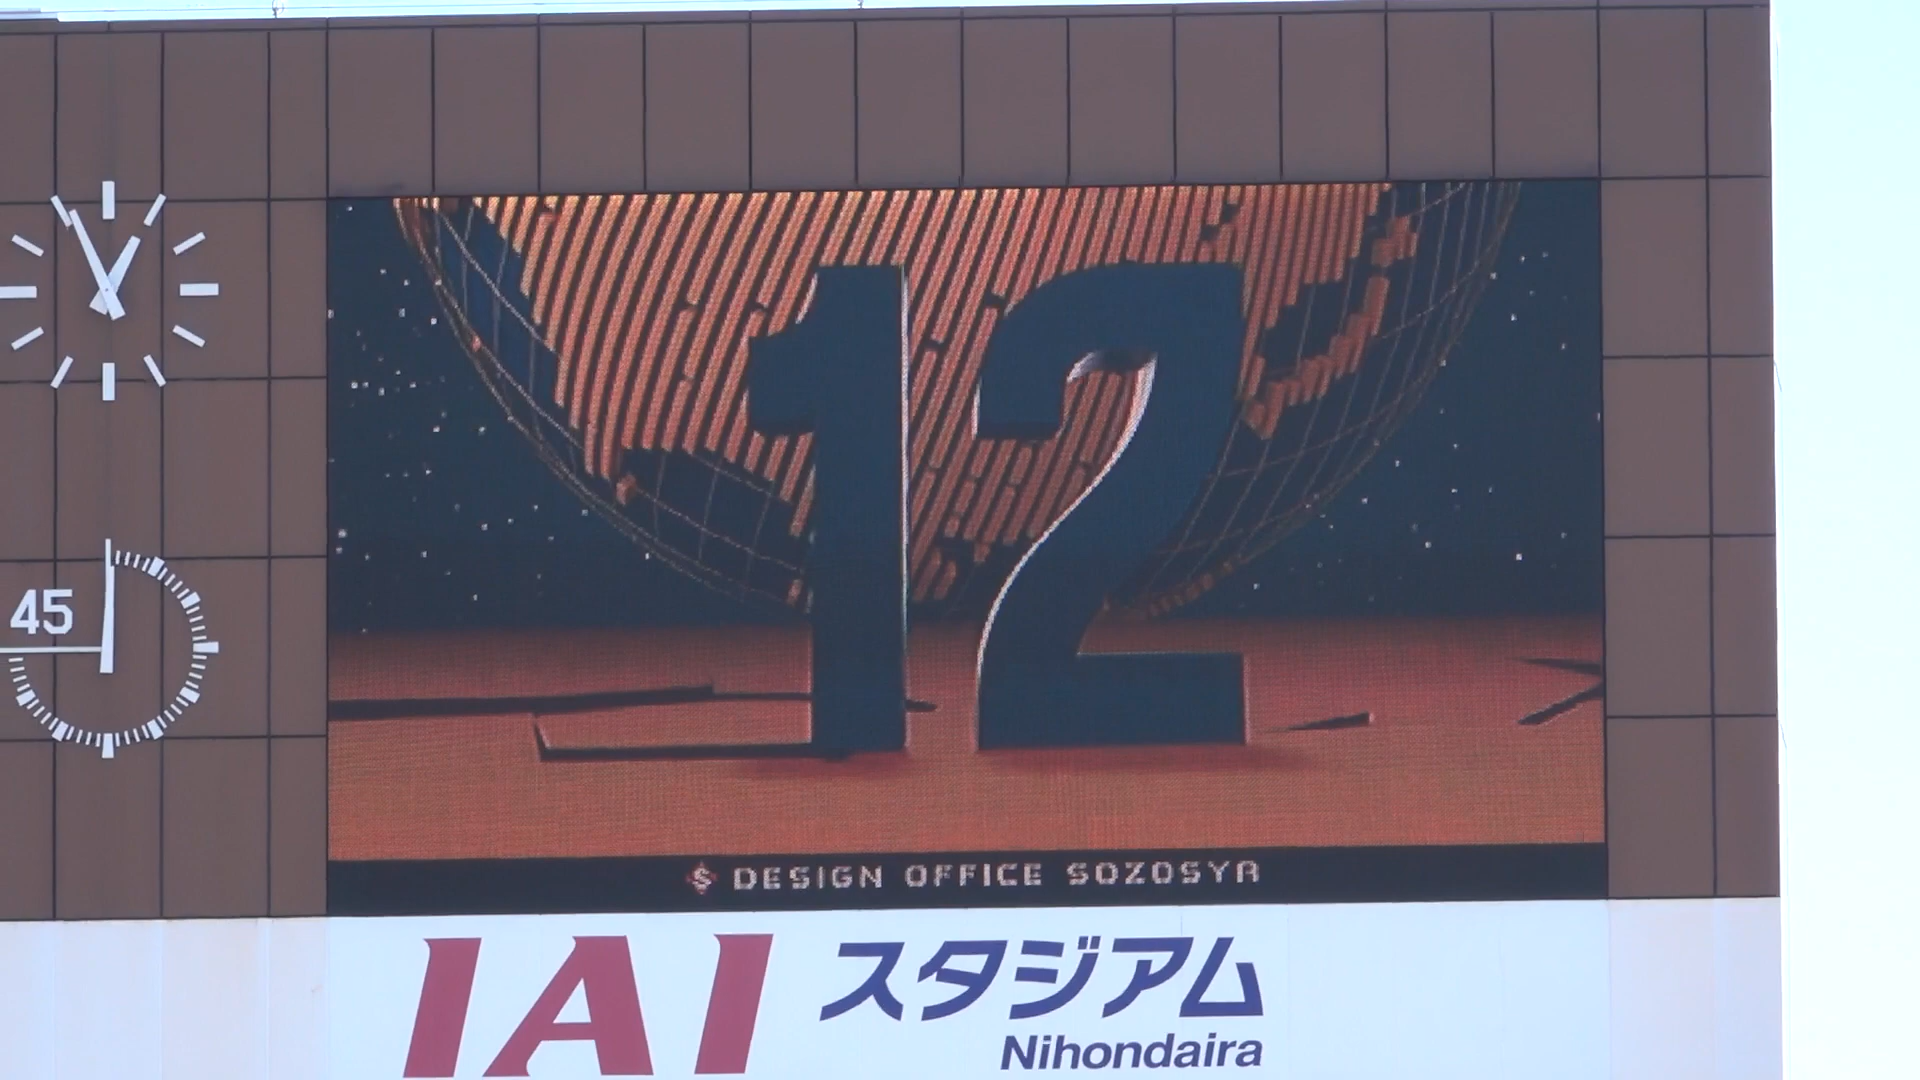 12
45
DESIGN OFFICE SOZOSYA
IAI スタジアム
Nihondaira